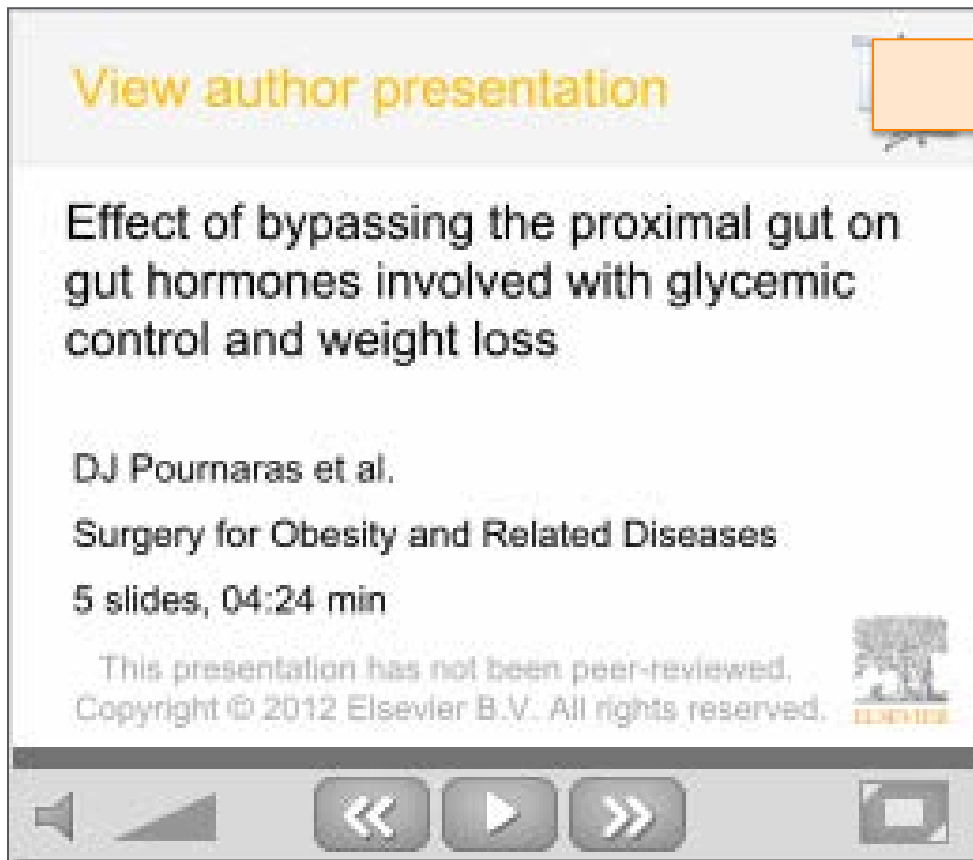 View author presentation
Effect of bypassing the proximal gut on
gut hormones involved with glycemic
control and weight loss
DJ Pournaras et al.
Surgery for Obesity and Related Diseases
5 slides, 04:24 min
This presentation has not been peer-reviewed.
Copyright © 2012 Elsevier B.V. All rights reserved.
ELSEVIER